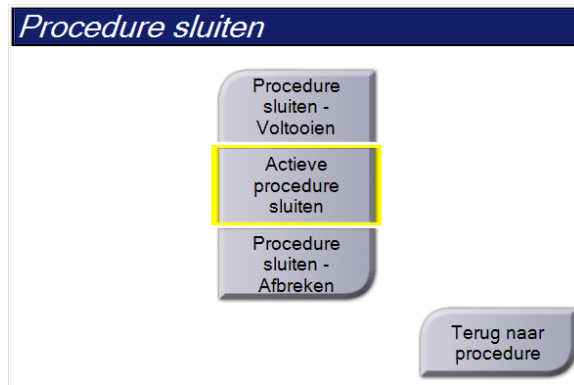 Procedure sluiten
Procedure
sluiten -
Voltooien
Actieve
procedure
sluiten
Procedure
sluiten -
Afbreken
Terug naar
procedure